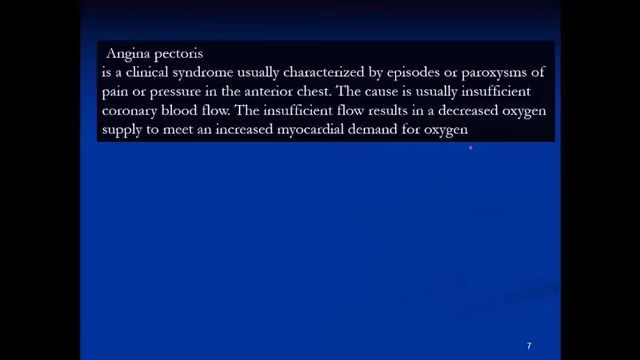 Angina pectoris
is a clinical syndrome usually characterized by episodes or paroxysms of
pain or pressure in the anterior chest. The cause is usually insufficient
coronary blood flow. The insufficient flow results in a decreased oxygen
supply to meet an increased myocardial demand for oxygen
7